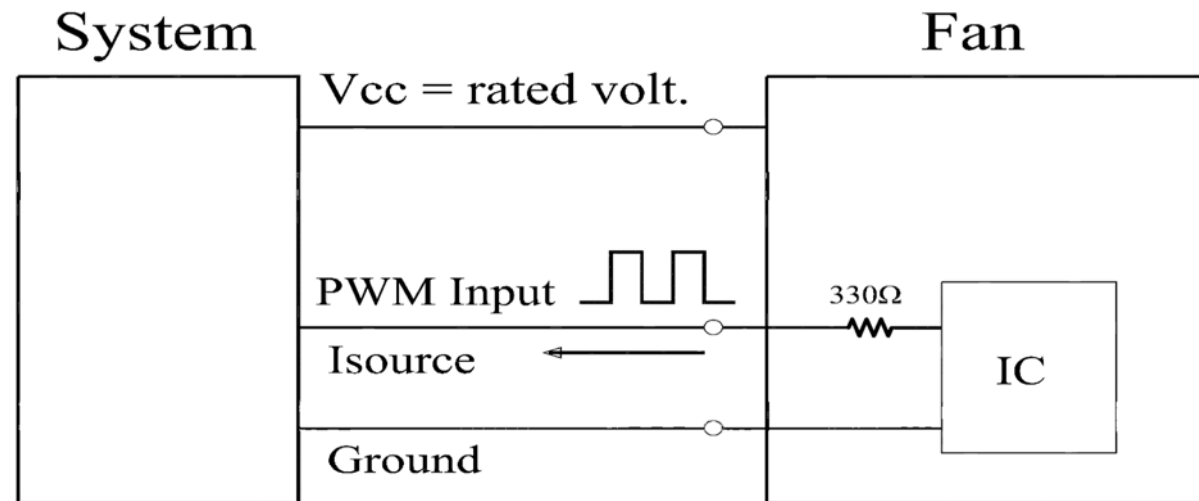 System
Fan
Vcc = rated volt.
PWM Input
330Ω
Isource
IC
Ground